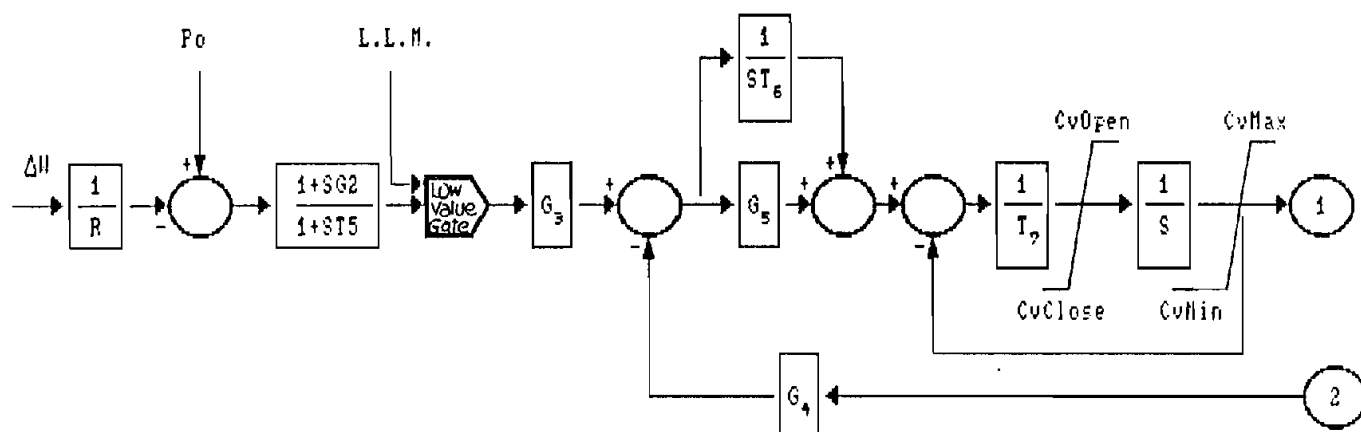 Po
L.L.M.
ΔW
1
R
+
-
1+SG2
1+ST5
Low
Value
Gate
G₃
+
-
1
ST₆
G₅
+
+
+
-
1
T₇
CvOpen
CvClose
1
S
CvMax
CvMin
1
G₄
2